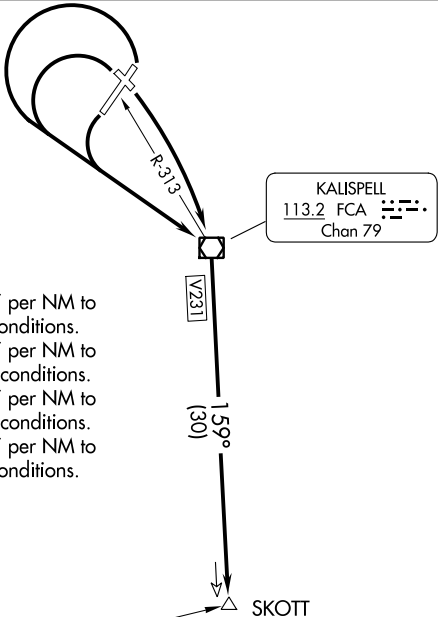 R-313
KALISPELL
113.2 FCA
Chan 79
V231
per NM to
onditions.
per NM to
conditions.
per NM to
conditions.
per NM to
onditions.
159°
(30)
SKOTT